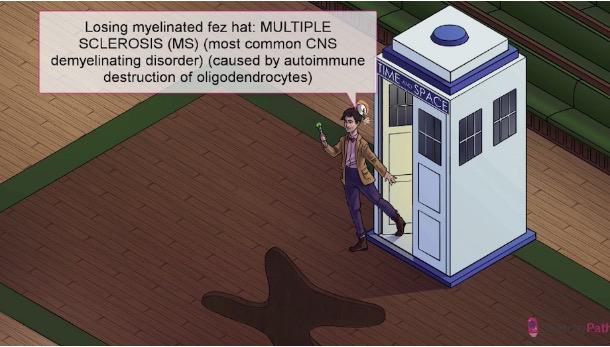 Losing myelinated fez hat: MULTIPLE
SCLEROSIS (MS) (most common CNS
demyelinating disorder) (caused by autoimmune
destruction of oligodendrocytes)
TIME AND SPACE
Path